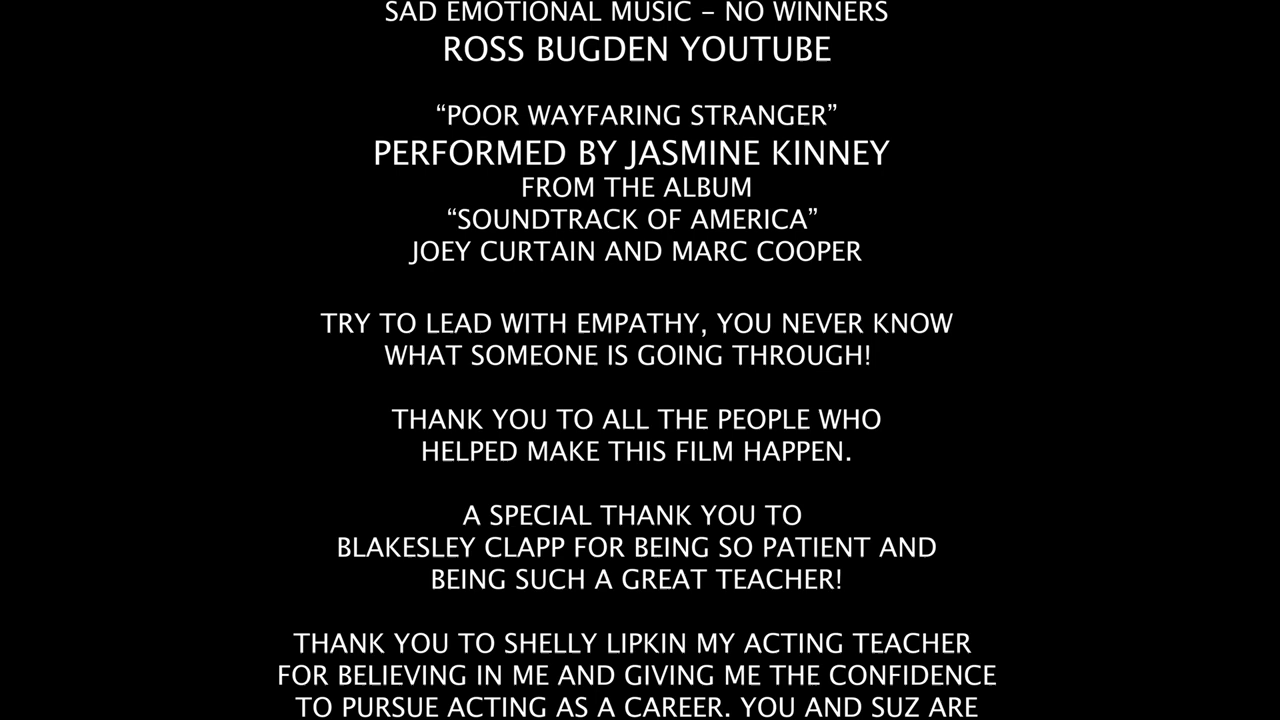 SAD EMOTIONAL MUSIC – NO WINNERS
ROSS BUGDEN YOUTUBE
“POOR WAYFARING STRANGER”
PERFORMED BY JASMINE KINNEY
FROM THE ALBUM
“SOUNDTRACK OF AMERICA”
JOEY CURTAIN AND MARC COOPER
TRY TO LEAD WITH EMPATHY, YOU NEVER KNOW
WHAT SOMEONE IS GOING THROUGH!
THANK YOU TO ALL THE PEOPLE WHO
HELPED MAKE THIS FILM HAPPEN.
A SPECIAL THANK YOU TO
BLAKESLEY CLAPP FOR BEING SO PATIENT AND
BEING SUCH A GREAT TEACHER!
THANK YOU TO SHELLY LIPKIN MY ACTING TEACHER
FOR BELIEVING IN ME AND GIVING ME THE CONFIDENCE
TO PURSUE ACTING AS A CAREER. YOU AND SUZ ARE